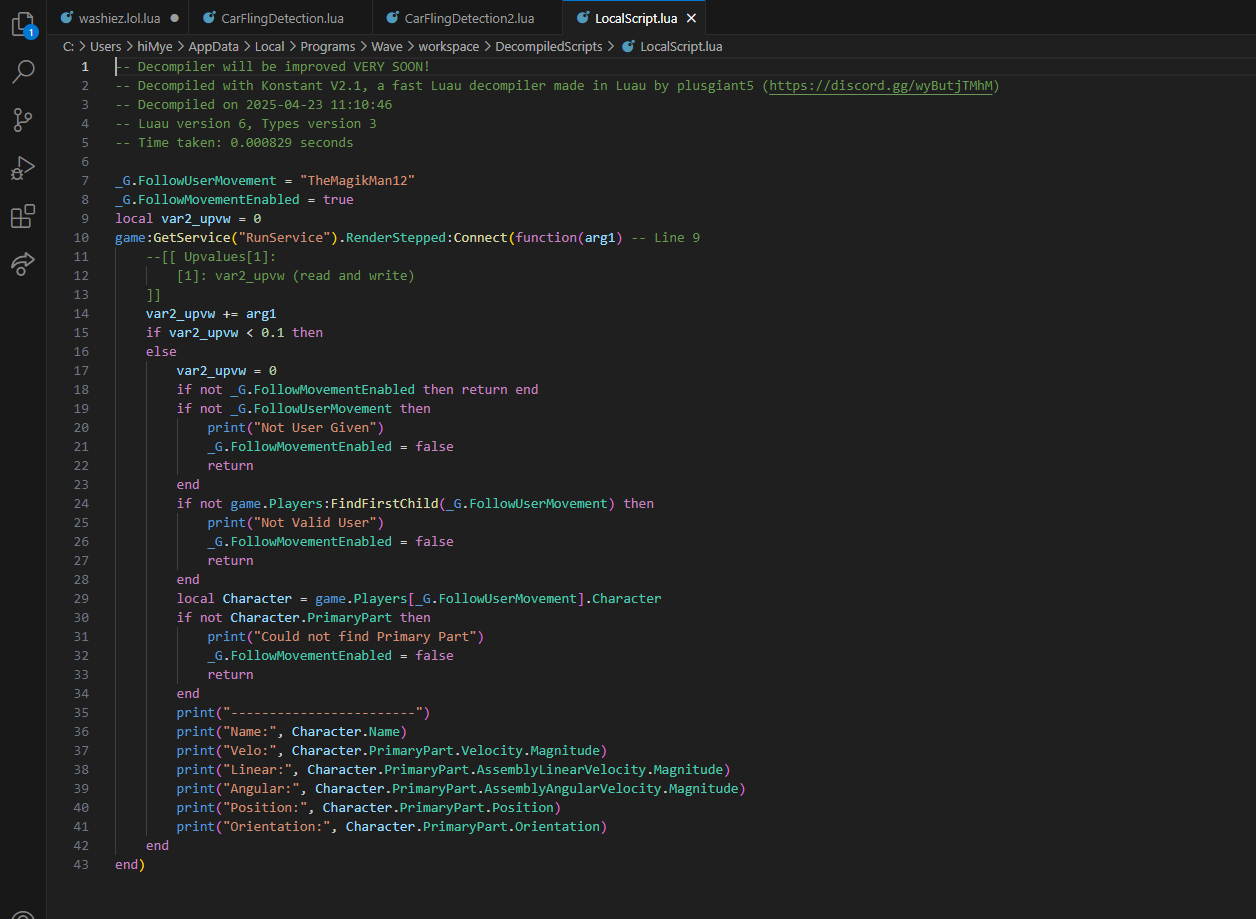 washiez.lol.lua CarFlingDetection.lua CarFlingDetection2.lua LocalScript.lua
1
C: > Users > hiMye > AppData > Local > Programs > Wave > workspace > DecompiledScripts > LocalScript.lua
1 -- Decompiler will be improved VERY SOON!
2 -- Decompiled with Konstant V2.1, a fast Luau decompiler made in Luau by plusgiant5 (https://discord.gg/wyButjTMhM)
3 -- Decompiled on 2025-04-23 11:10:46
4 -- Luau version 6, Types version 3
5 -- Time taken: 0.000829 seconds
6
7 _G.FollowUserMovement = "TheMagikMan12"
8 _G.FollowMovementEnabled = true
9 local var2_upvw = 0
10 game:GetService("RunService").RenderStepped:Connect(function(arg1) -- Line 9
11 --[[ Upvalues[1]:
12 [1]: var2_upvw (read and write)
13 ]]
14 var2_upvw += arg1
15 if var2_upvw < 0.1 then
16 else
17 var2_upvw = 0
18 if not _G.FollowMovementEnabled then return end
19 if not _G.FollowUserMovement then
20 print("Not User Given")
21 _G.FollowMovementEnabled = false
22 return
23 end
24 if not game.Players:FindFirstChild(_G.FollowUserMovement) then
25 print("Not Valid User")
26 _G.FollowMovementEnabled = false
27 return
28 end
29 local Character = game.Players[_G.FollowUserMovement].Character
30 if not Character.PrimaryPart then
31 print("Could not find Primary Part")
32 _G.FollowMovementEnabled = false
33 return
34 end
35 print("------------------------")
36 print("Name:", Character.Name)
37 print("Velo:", Character.PrimaryPart.Velocity.Magnitude)
38 print("Linear:", Character.PrimaryPart.AssemblyLinearVelocity.Magnitude)
39 print("Angular:", Character.PrimaryPart.AssemblyAngularVelocity.Magnitude)
40 print("Position:", Character.PrimaryPart.Position)
41 print("Orientation:", Character.PrimaryPart.Orientation)
42 end
43 end)